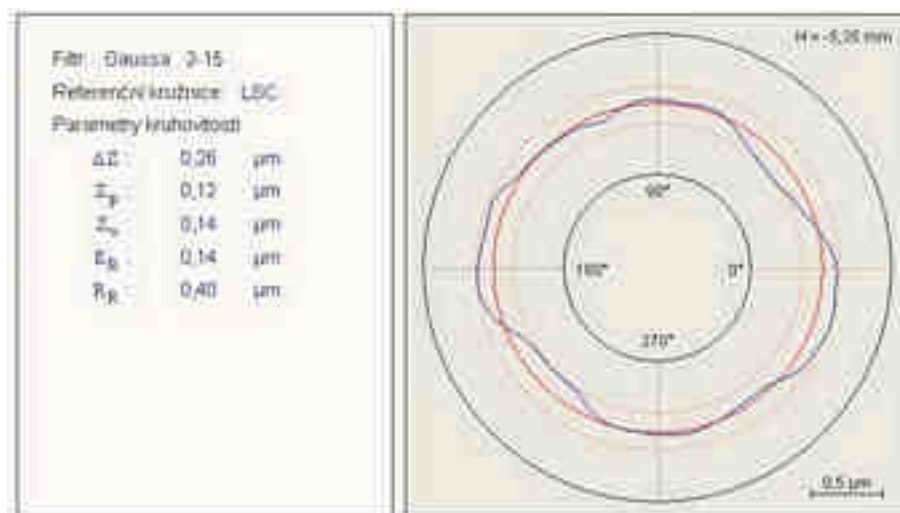 Filtr: Gaussa 2-15
Referenční kružnice: LSC
Parametry kruhovitosti
ΔZ : 0,26 µm
Zp : 0,12 µm
Zv : 0,14 µm
ER : 0,14 µm
RR : 0,40 µm
H = -5,35 mm
90°
180° 0°
270°
0,5 µm